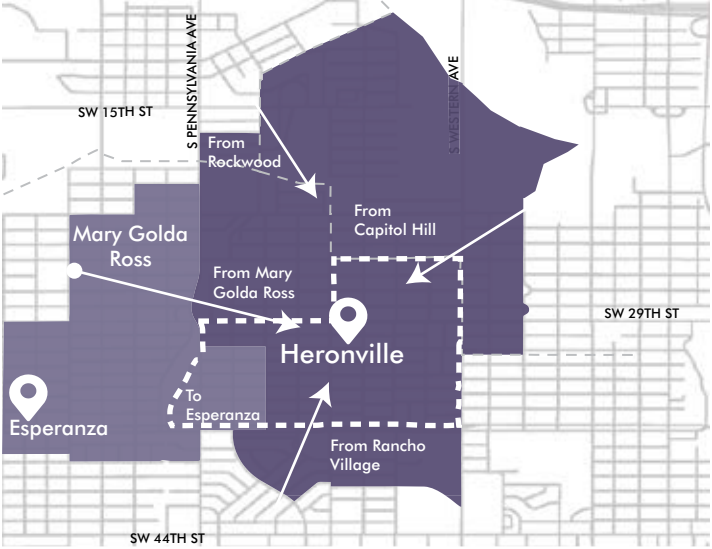 S PENNSYLVANIA AVE
S WESTERN AVE
SW 15TH ST
From
Rockwood
From
Capitol Hill
Mary Golda
Ross
From Mary
Golda Ross
SW 29TH ST
Heronville
To
Esperanza
Esperanza
From Rancho
Village
SW 44TH ST